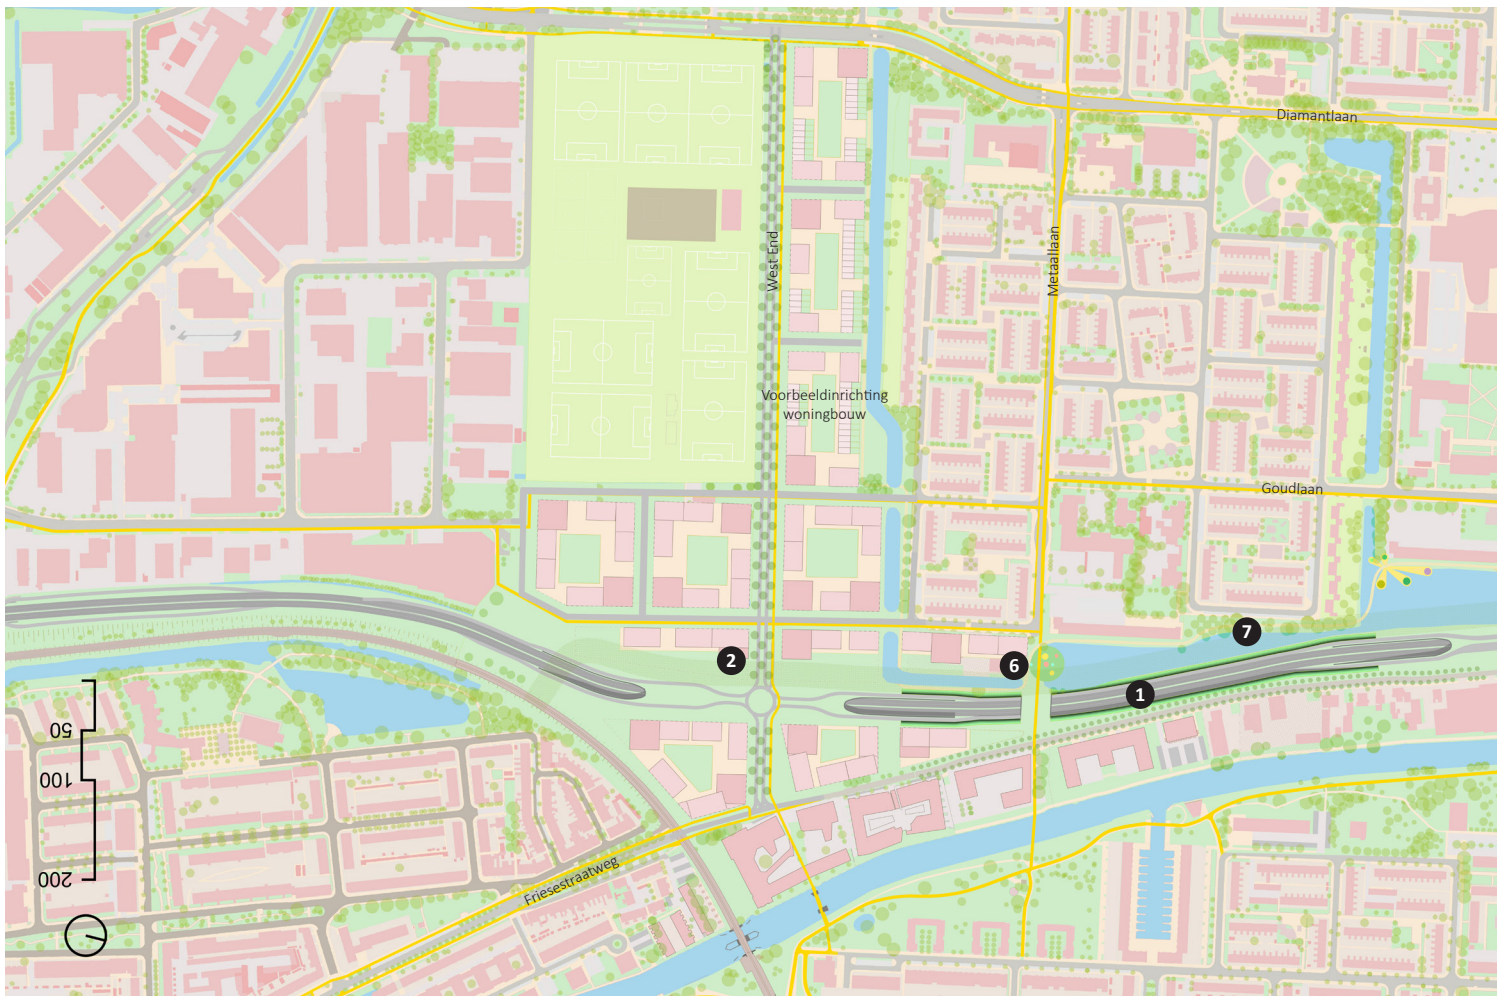 Diamantlaan
West End
Metaallaan
Voorbeeldinrichting
woningbouw
Goudlaan
7
2
6
1
50
100
200
Friesestraatweg